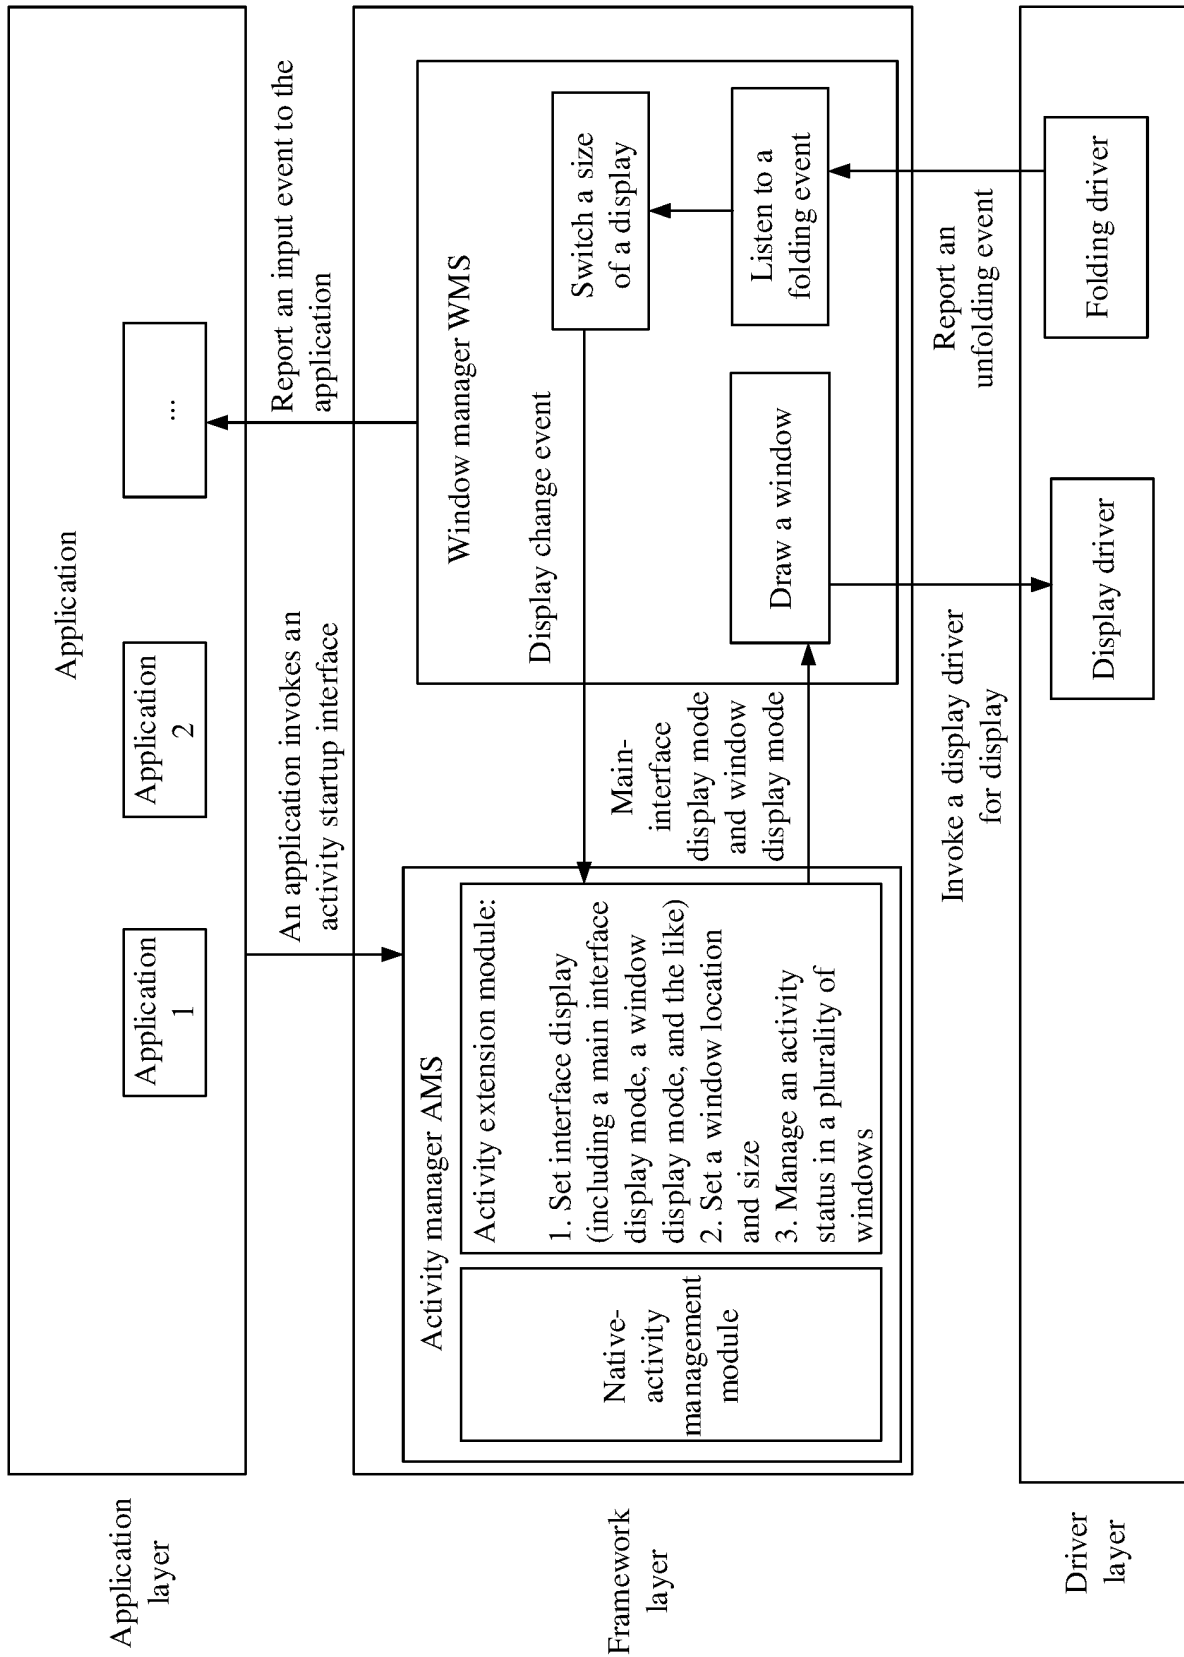 Application
layer
Application
Application
1
Application
2
...
An application invokes an
activity startup interface
Report an input event to the
application
Framework
layer
Activity manager AMS
Native-
activity
management
module
Activity extension module:
1. Set interface display
(including a main interface
display mode, a window
display mode, and the like)
2. Set a window location
and size
3. Manage an activity
status in a plurality of
windows
Display change event
Main-
interface
display mode
and window
display mode
Window manager WMS
Switch a size
of a display
Listen to a
folding event
Draw a window
Invoke a display driver
for display
Report an
unfolding event
Driver
layer
Display driver
Folding driver